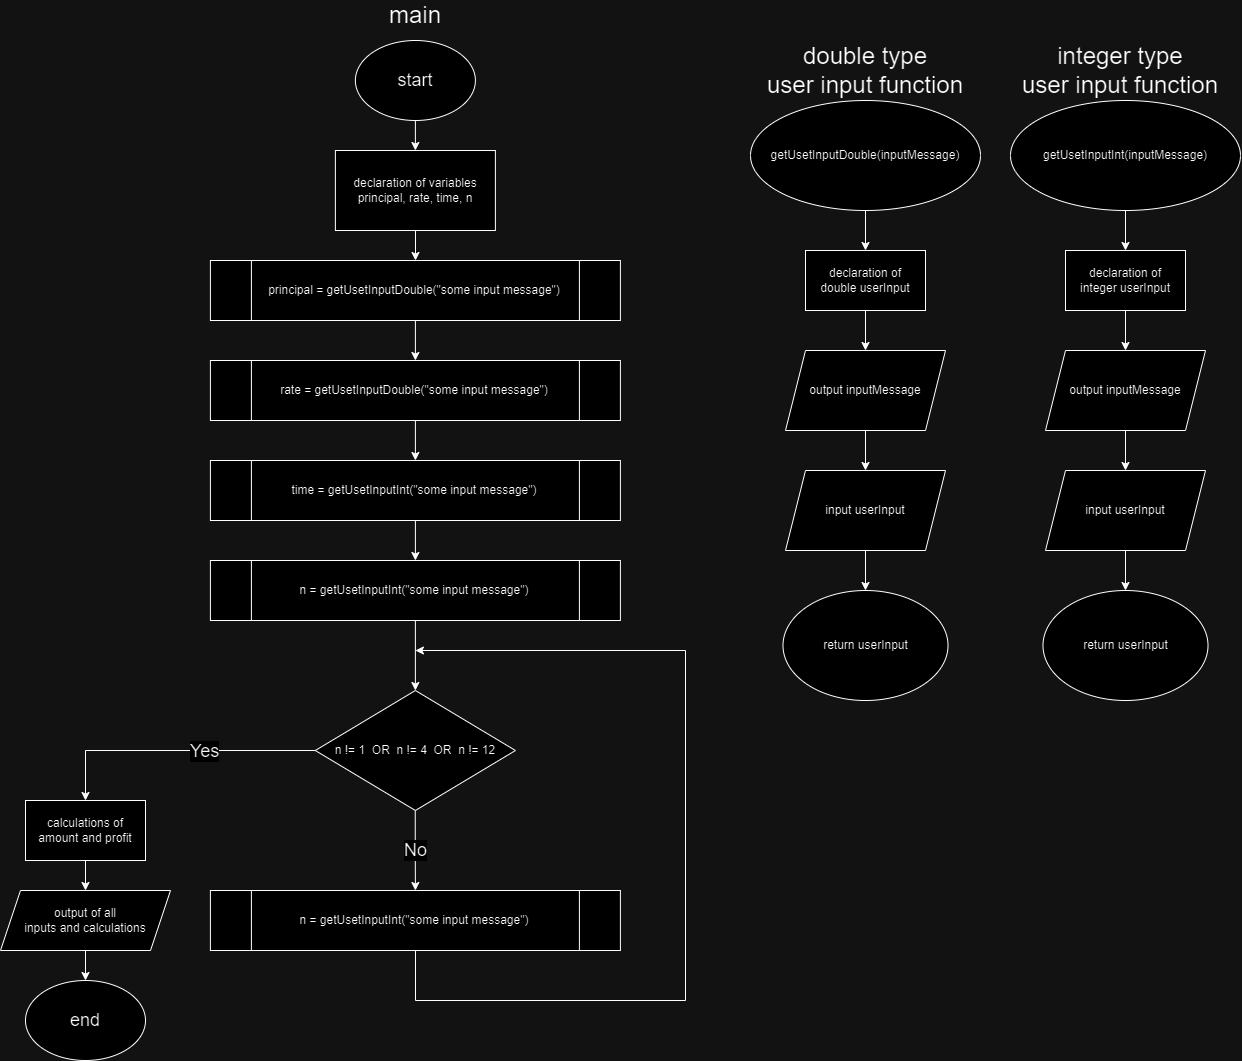 main
start
declaration of variables
principal, rate, time, n
principal = getUsetInputDouble("some input message")
rate = getUsetInputDouble("some input message")
time = getUsetInputInt("some input message")
n = getUsetInputInt("some input message")
n != 1  OR  n != 4  OR  n != 12
Yes
No
calculations of
amount and profit
output of all
inputs and calculations
end
n = getUsetInputInt("some input message")
double type
user input function
getUsetInputDouble(inputMessage)
declaration of
double userInput
output inputMessage
input userInput
return userInput
integer type
user input function
getUsetInputInt(inputMessage)
declaration of
integer userInput
output inputMessage
input userInput
return userInput